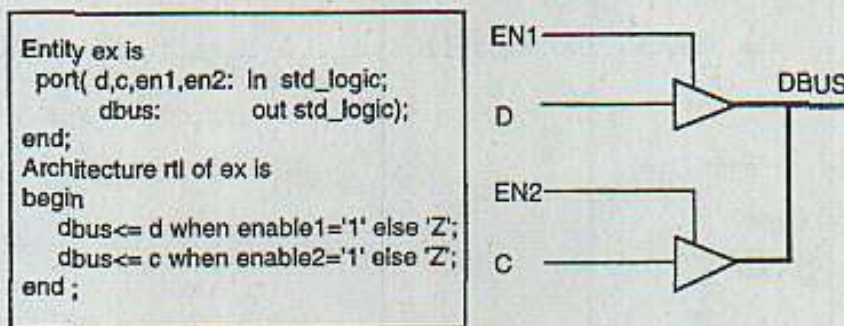 Entity ex is
port( d,c,en1,en2: in std_logic;
dbus: out std_logic);
end;
Architecture rtl of ex is
begin
dbus<= d when enable1='1' else 'Z';
dbus<= c when enable2='1' else 'Z';
end ;
EN1
D
DBUS
EN2
C